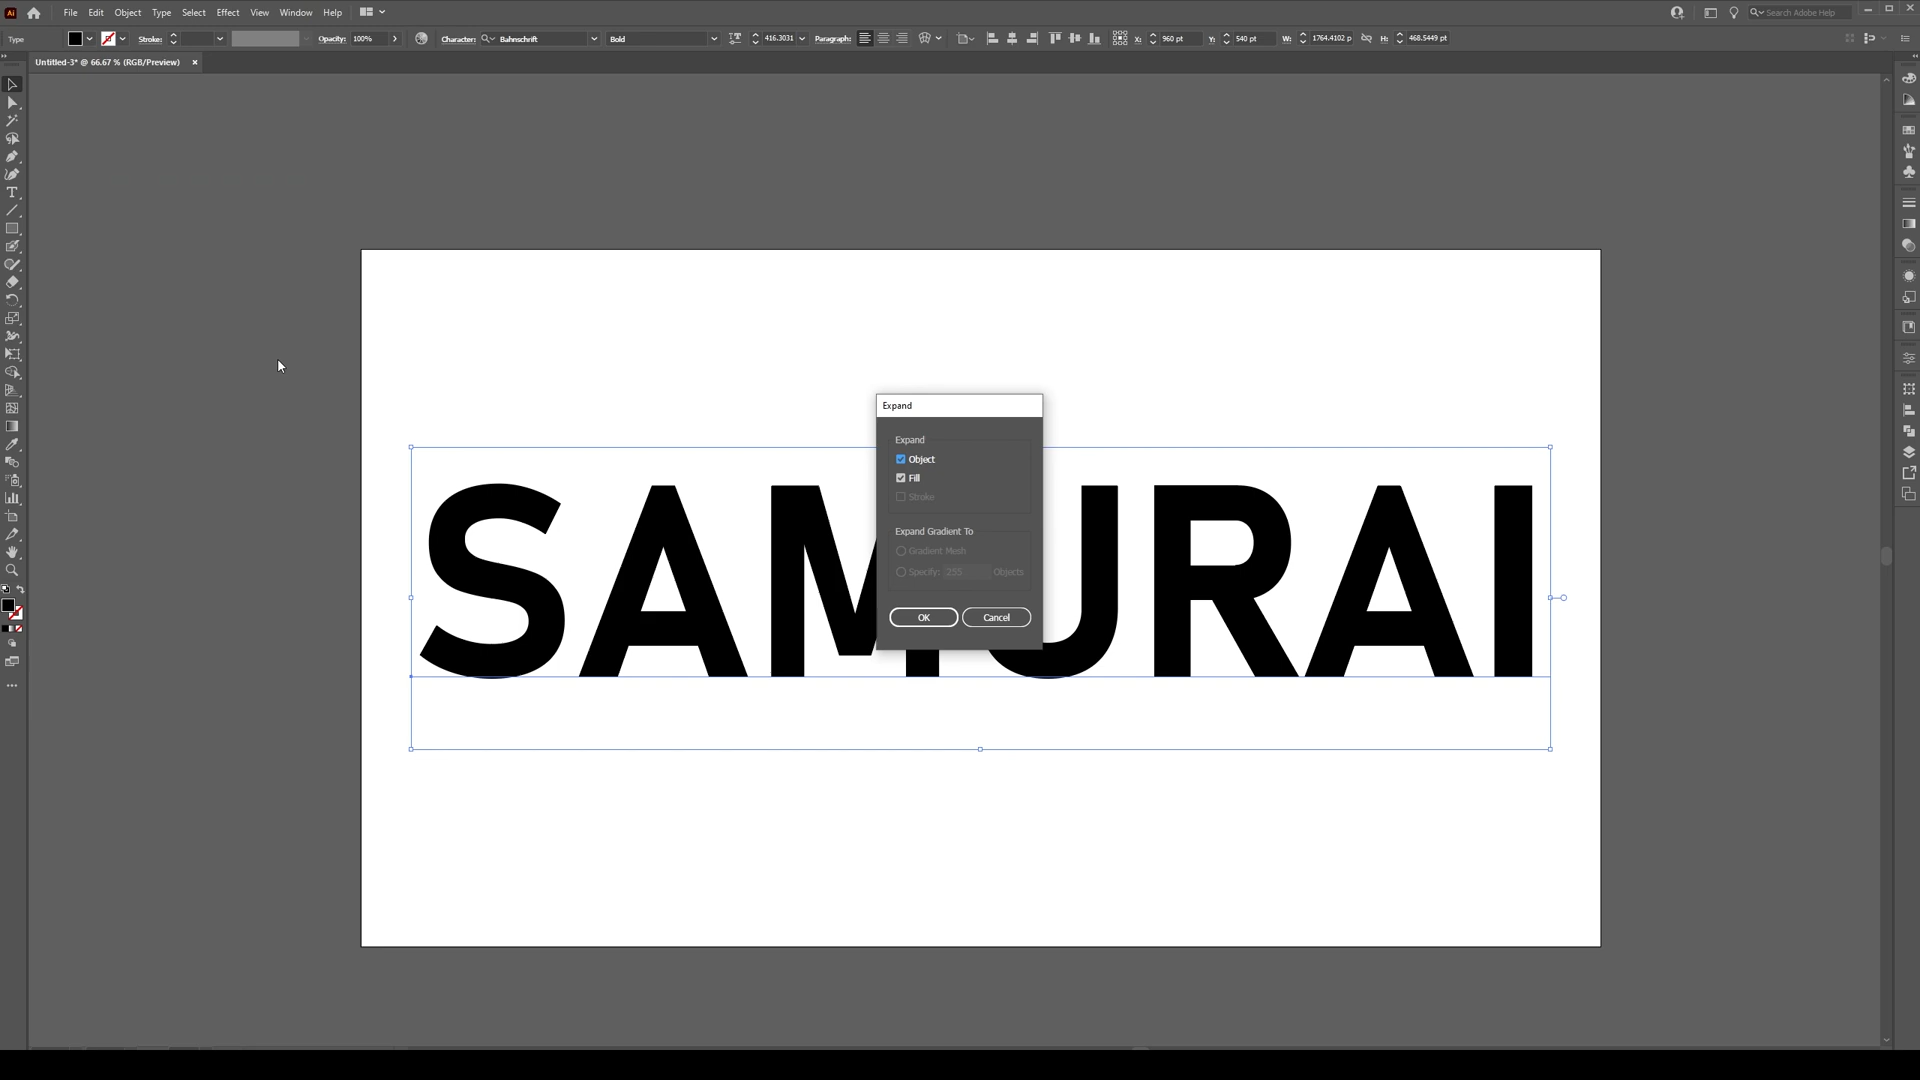 Ai File Edit Object Type Select Effect View Window Help Search Adobe Help
Type Stroke: Opacity: 100% Character: Bahnschrift Bold 416.3031 Paragraph: X: 960 pt Y: 540 pt W: 1764.4102 p H: 468.5449 pt
Untitled-3* @ 66.67 % (RGB/Preview) ×
SAMURAI
Expand
Expand
Object
Fill
Stroke
Expand Gradient To
Gradient Mesh
Specify: 255 Objects
OK Cancel